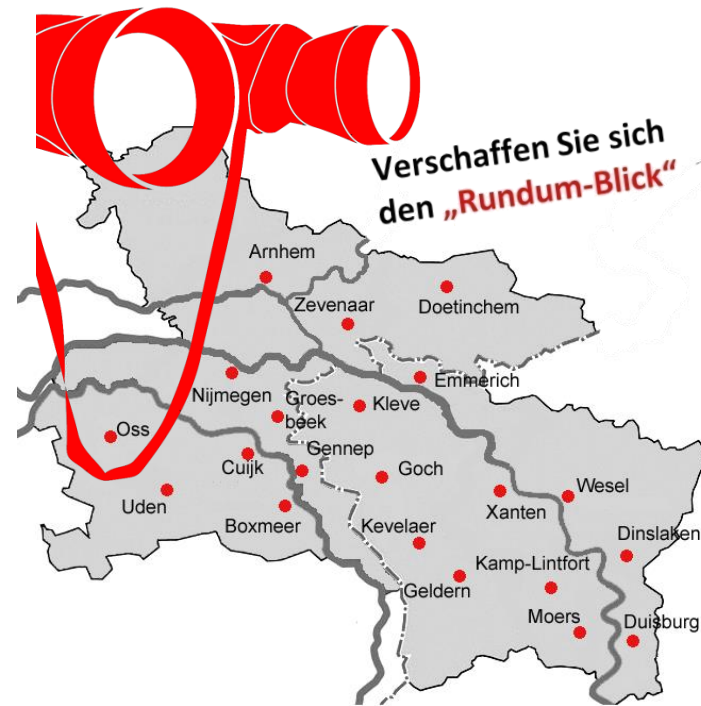 Verschaffen Sie sich
den „Rundum-Blick“
Arnhem
Zevenaar
Doetinchem
Emmerich
Nijmegen
Groes-
beek
Kleve
Oss
Cuijk
Gennep
Goch
Wesel
Uden
Boxmeer
Xanten
Kevelaer
Dinslaken
Kamp-Lintfort
Geldern
Moers
Duisburg